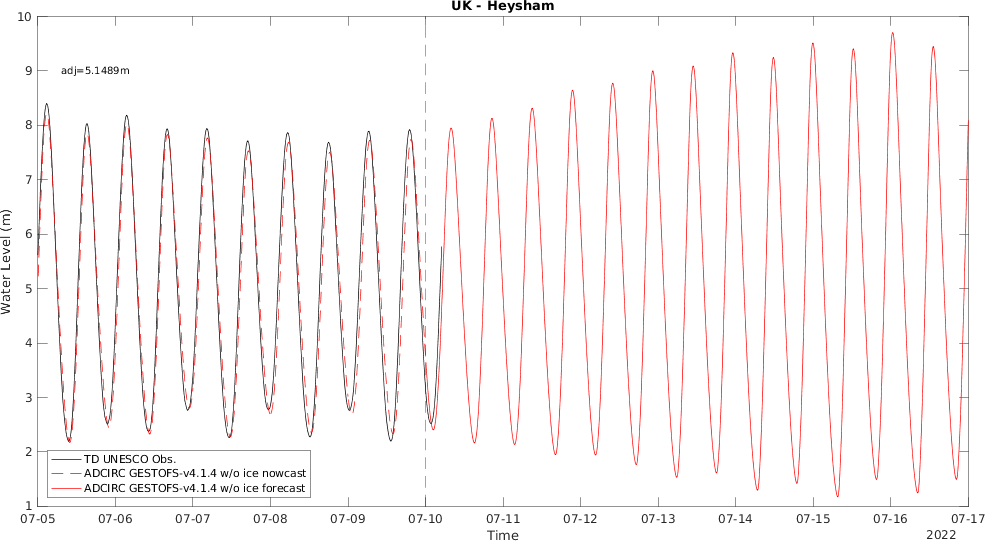 UK - Heysham
10
9
8
7
6
5
4
3
2
1
adj=5.1489m
Water Level (m)
TD UNESCO Obs.
ADCIRC GESTOFS-v4.1.4 w/o ice nowcast
ADCIRC GESTOFS-v4.1.4 w/o ice forecast
07-05 07-06 07-07 07-08 07-09 07-10 07-11 07-12 07-13 07-14 07-15 07-16 07-17
Time
2022